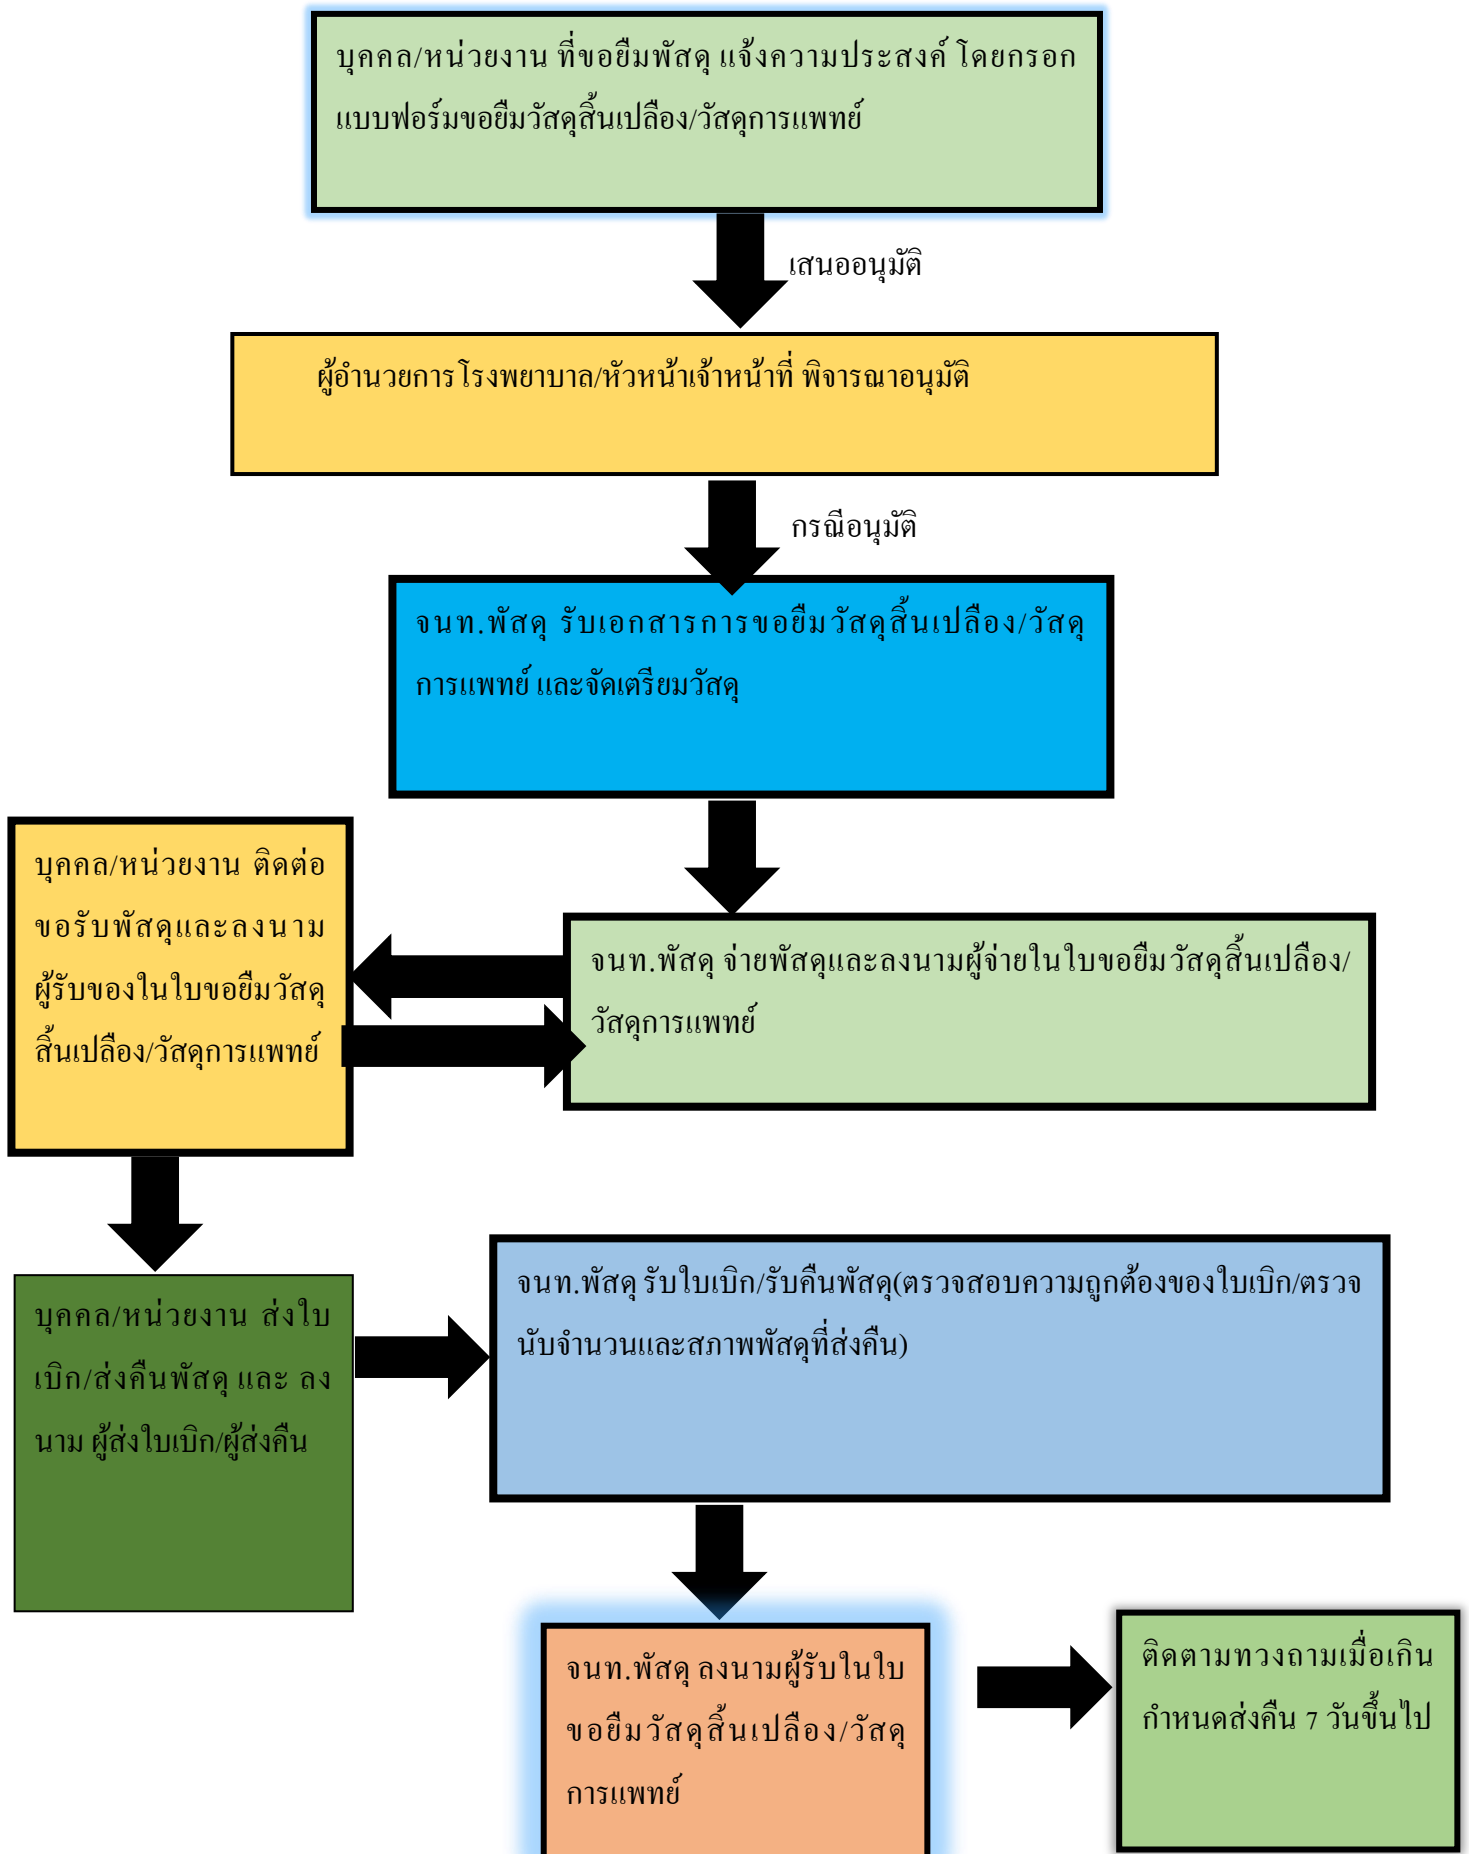 บุคคล/หน่วยงาน ที่ขอยืมพัสดุ แจ้งความประสงค์ โดยกรอก
แบบฟอร์มขอยืมวัสดุสิ้นเปลือง/วัสดุการแพทย์
เสนออนุมัติ
ผู้อำนวยการโรงพยาบาล/หัวหน้าเจ้าหน้าที่ พิจารณาอนุมัติ
กรณีอนุมัติ
จนท.พัสดุ รับเอกสารการขอยืมวัสดุสิ้นเปลือง/วัสดุ
การแพทย์ และจัดเตรียมวัสดุ
บุคคล/หน่วยงาน ติดต่อ
ขอรับพัสดุและลงนาม
ผู้รับของในใบขอยืมวัสดุ
สิ้นเปลือง/วัสดุการแพทย์
จนท.พัสดุ จ่ายพัสดุและลงนามผู้จ่ายในใบขอยืมวัสดุสิ้นเปลือง/
วัสดุการแพทย์
บุคคล/หน่วยงาน ส่งใบ
เบิก/ส่งคืนพัสดุ และ ลง
นาม ผู้ส่งใบเบิก/ผู้ส่งคืน
จนท.พัสดุ รับใบเบิก/รับคืนพัสดุ(ตรวจสอบความถูกต้องของใบเบิก/ตรวจ
นับจำนวนและสภาพพัสดุที่ส่งคืน)
จนท.พัสดุ ลงนามผู้รับในใบ
ขอยืมวัสดุสิ้นเปลือง/วัสดุ
การแพทย์
ติดตามทวงถามเมื่อเกิน
กำหนดส่งคืน 7 วันขึ้นไป